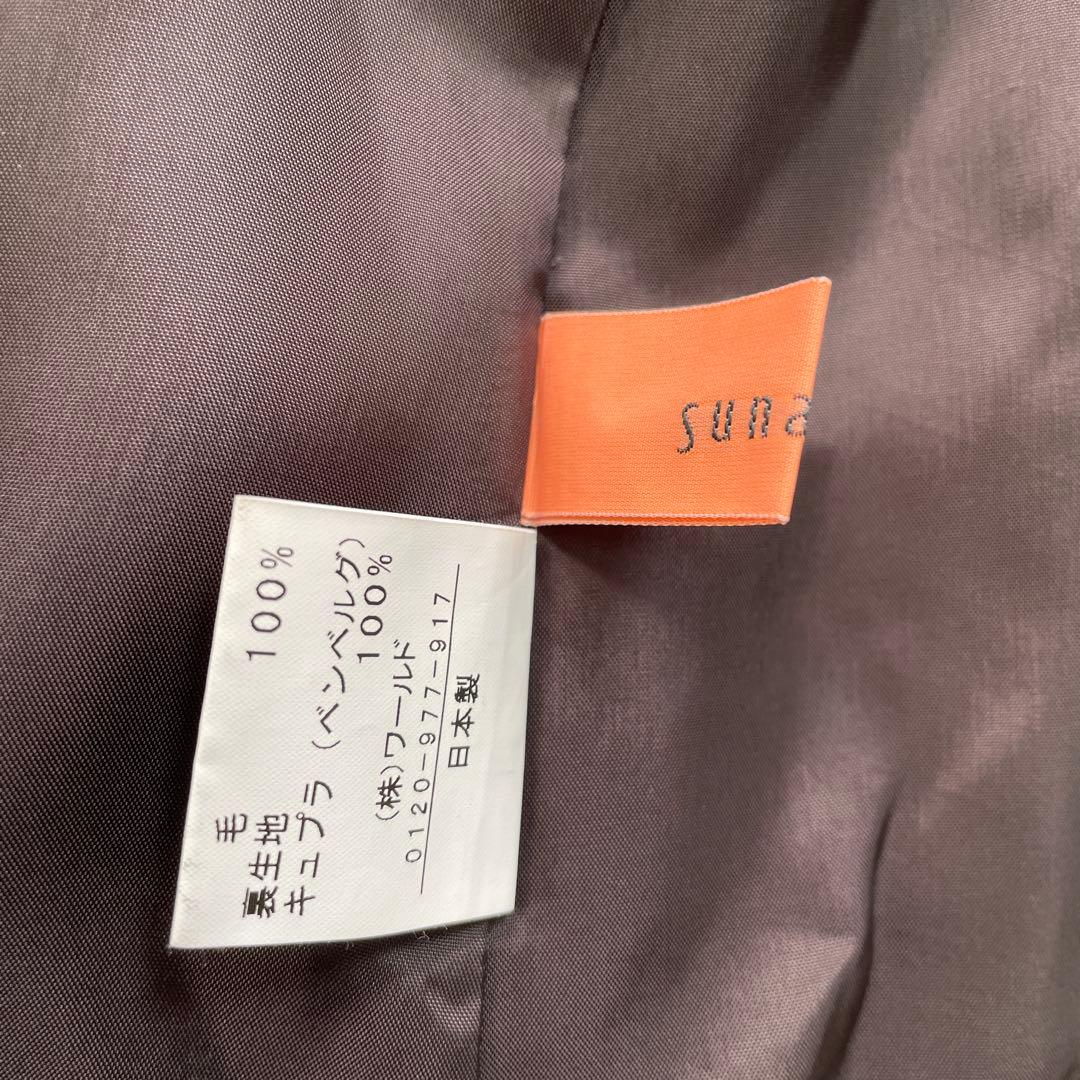 suna
毛 100%
裏生地
キュプラ (ベンベルグ)
100%
(株)ワールド
0120-977-917
日本製